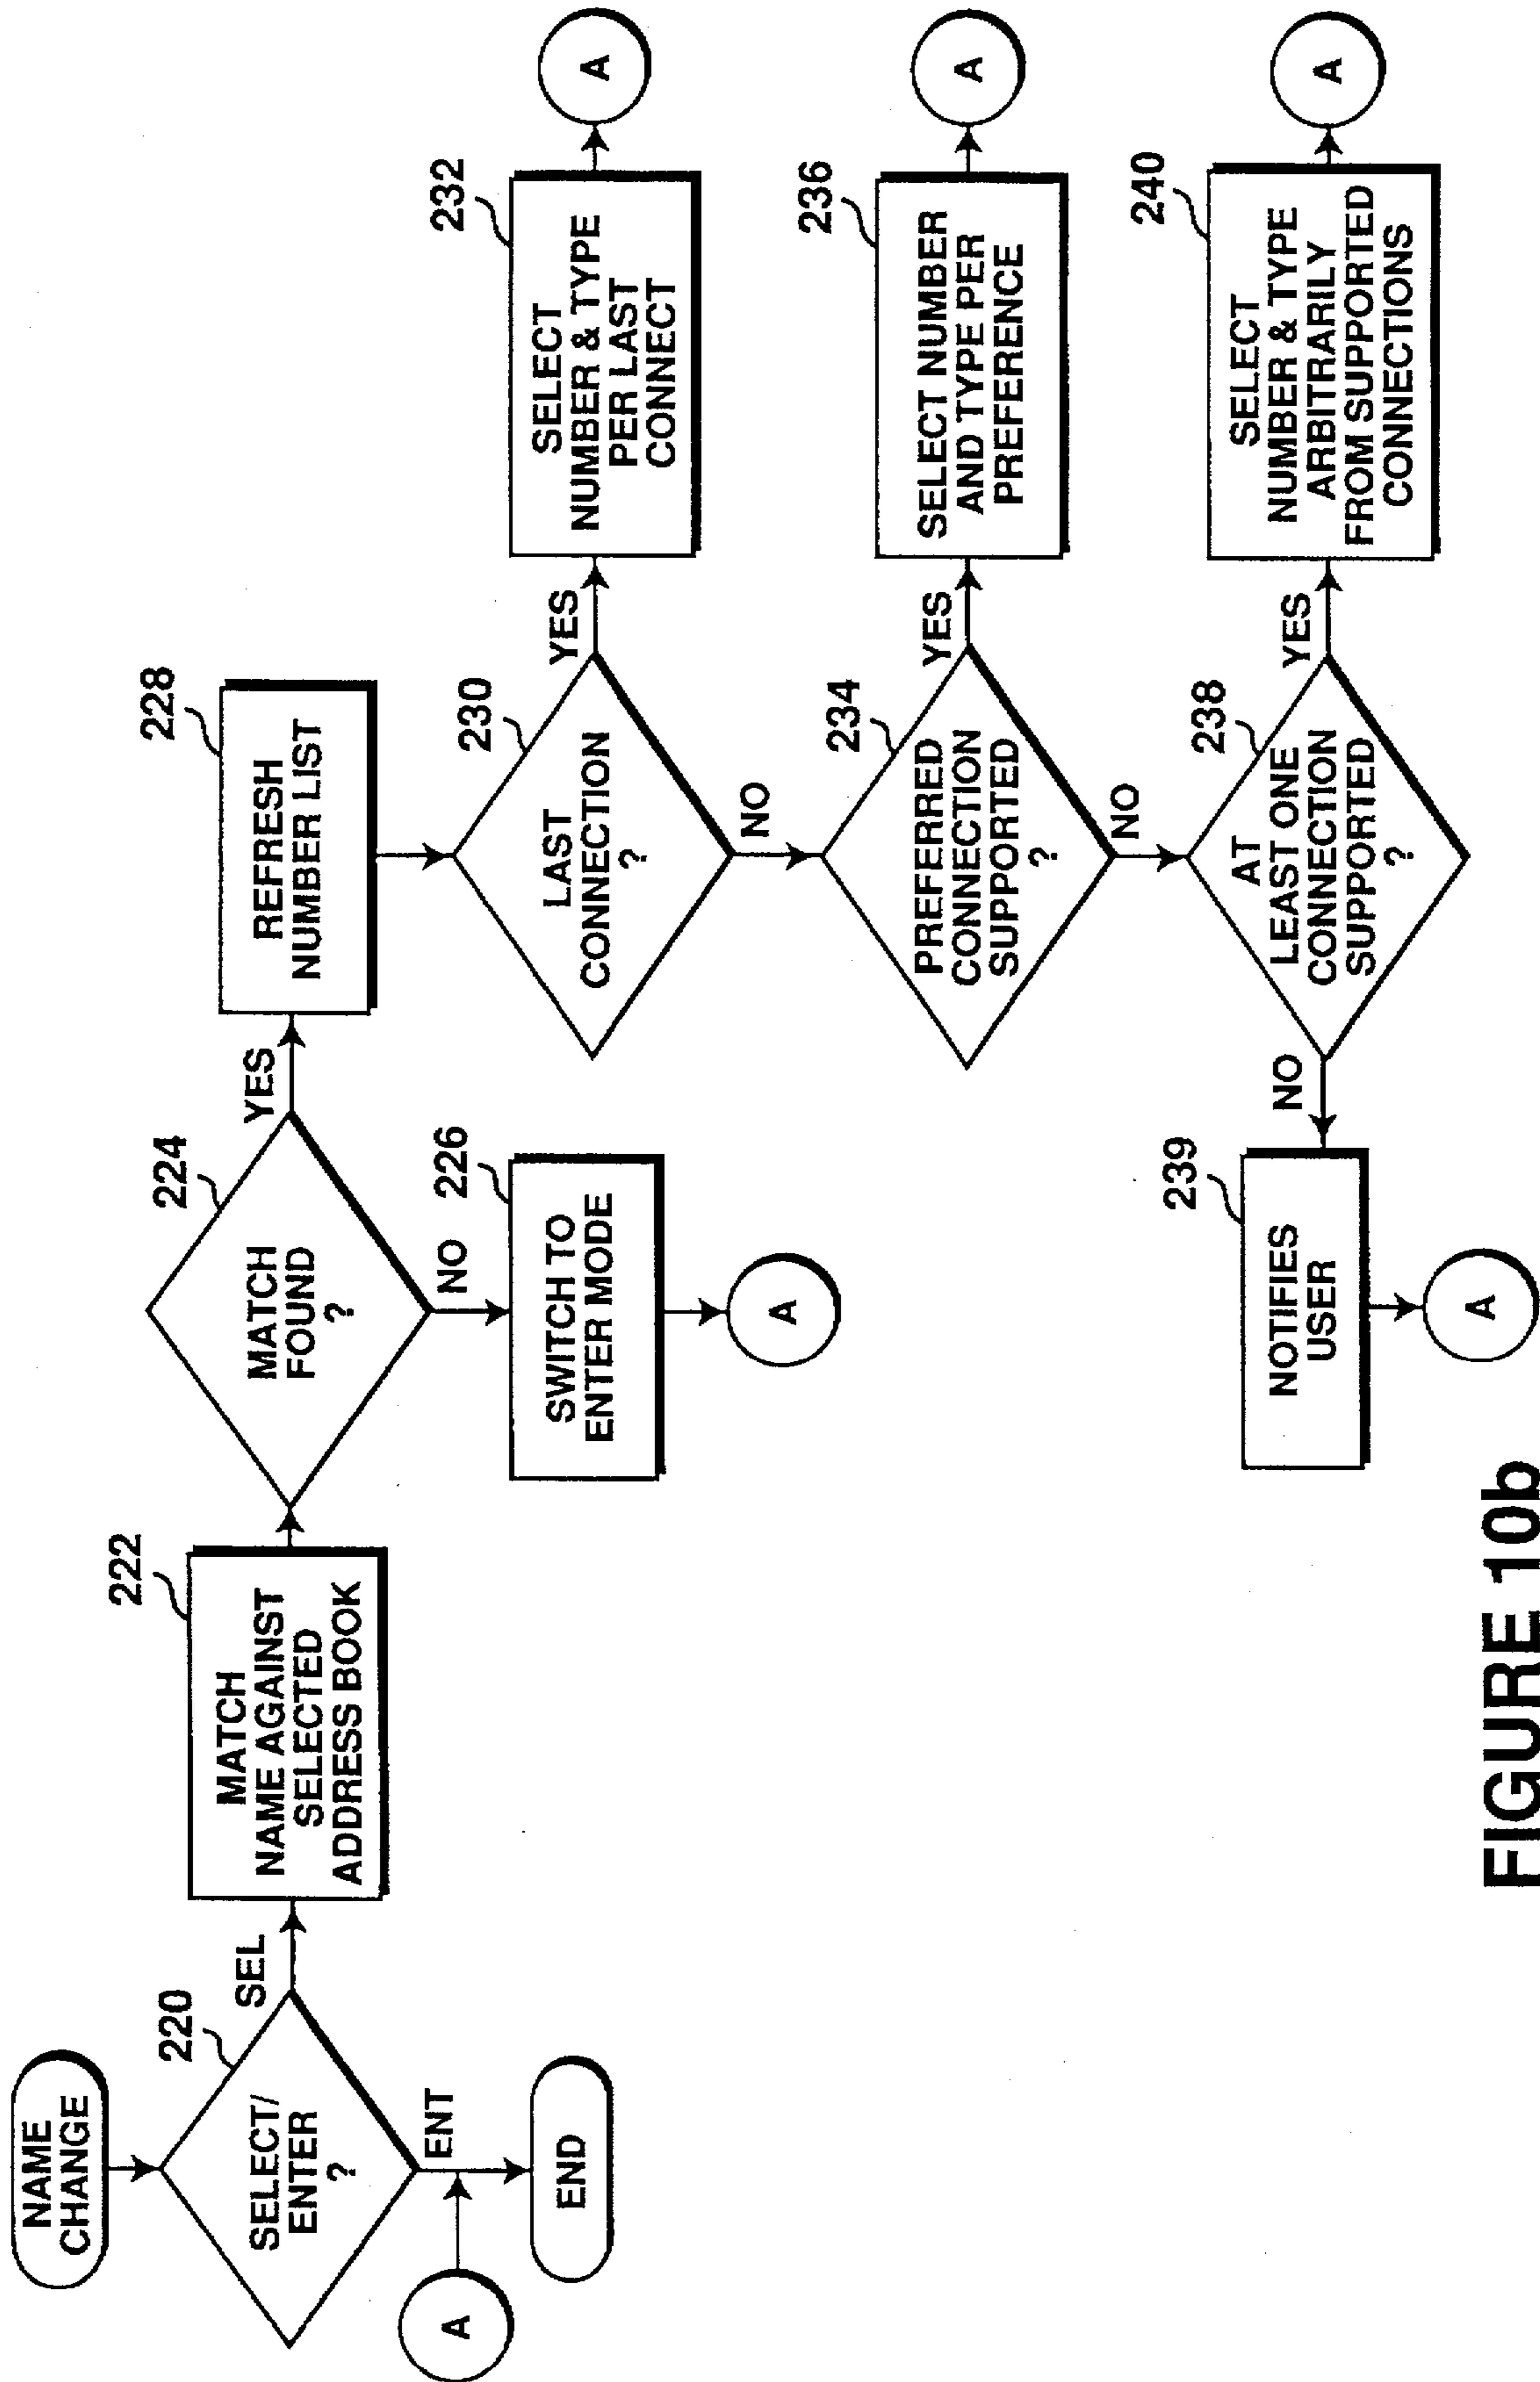 NAME
CHANGE
220
SELECT/
ENTER
?
SEL
ENT
A
END
222
MATCH
NAME AGAINST
SELECTED
ADDRESS BOOK
224
MATCH
FOUND
?
YES
NO
226
SWITCH TO
ENTER MODE
A
228
REFRESH
NUMBER LIST
230
LAST
CONNECTION
?
YES
NO
232
SELECT
NUMBER & TYPE
PER LAST
CONNECT
A
234
PREFERRED
CONNECTION
SUPPORTED
?
YES
NO
236
SELECT NUMBER
AND TYPE PER
PREFERENCE
A
238
AT
LEAST ONE
CONNECTION
SUPPORTED
?
YES
NO
240
SELECT
NUMBER & TYPE
ARBITRARILY
FROM SUPPORTED
CONNECTIONS
A
239
NOTIFIES
USER
A
FIGURE 10b